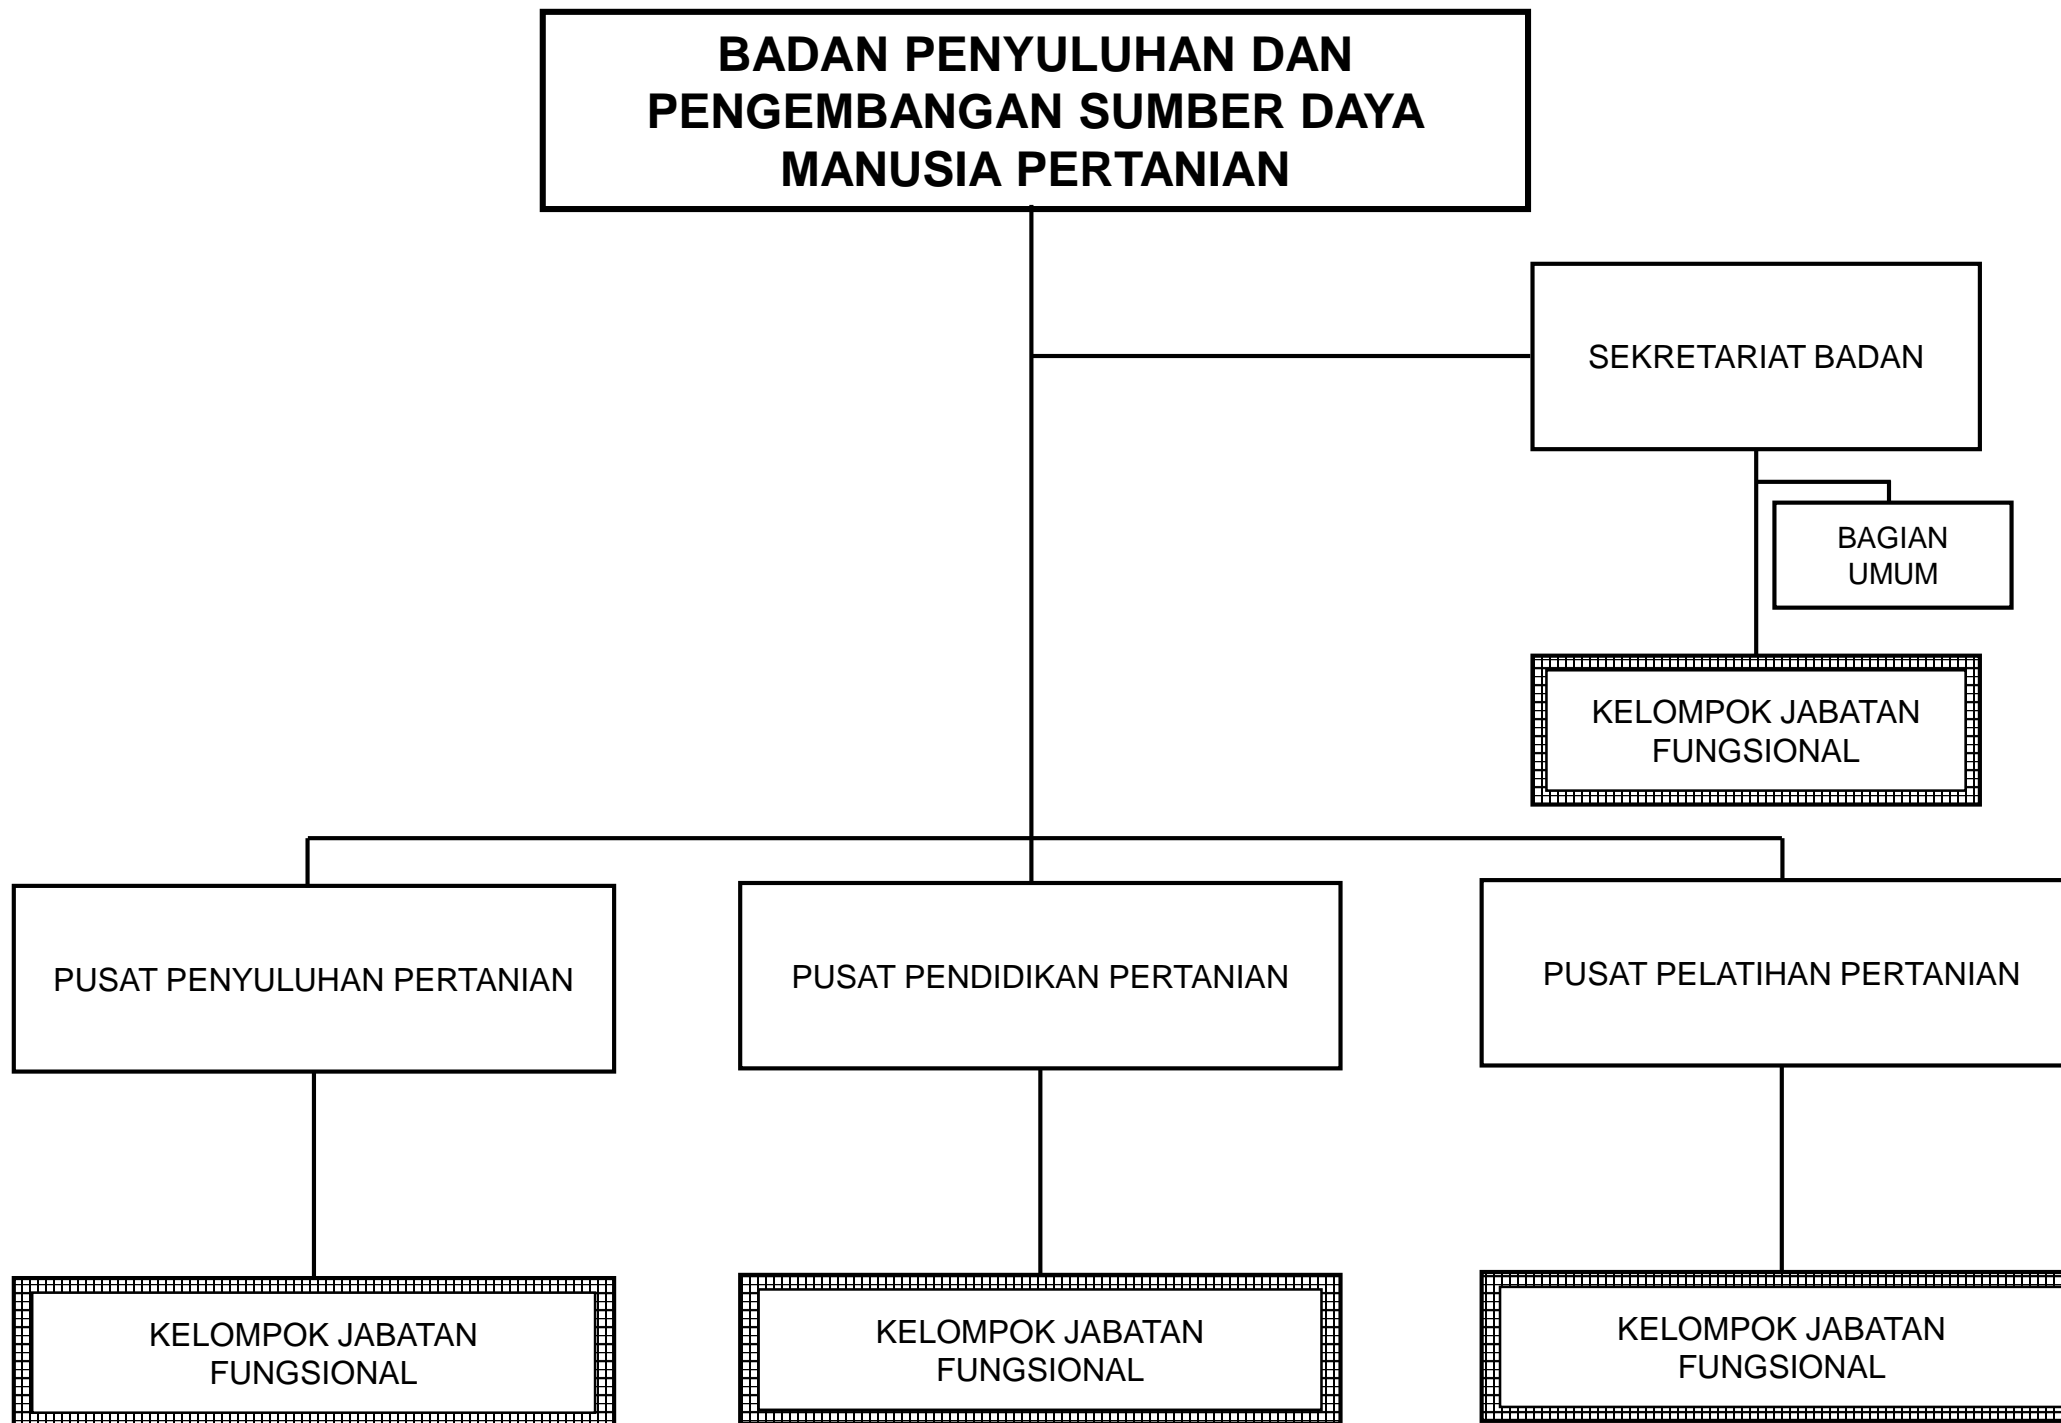 BADAN PENYULUHAN DAN
PENGEMBANGAN SUMBER DAYA
MANUSIA PERTANIAN
SEKRETARIAT BADAN
BAGIAN
UMUM
KELOMPOK JABATAN
FUNGSIONAL
PUSAT PENYULUHAN PERTANIAN
PUSAT PENDIDIKAN PERTANIAN
PUSAT PELATIHAN PERTANIAN
KELOMPOK JABATAN
FUNGSIONAL
KELOMPOK JABATAN
FUNGSIONAL
KELOMPOK JABATAN
FUNGSIONAL